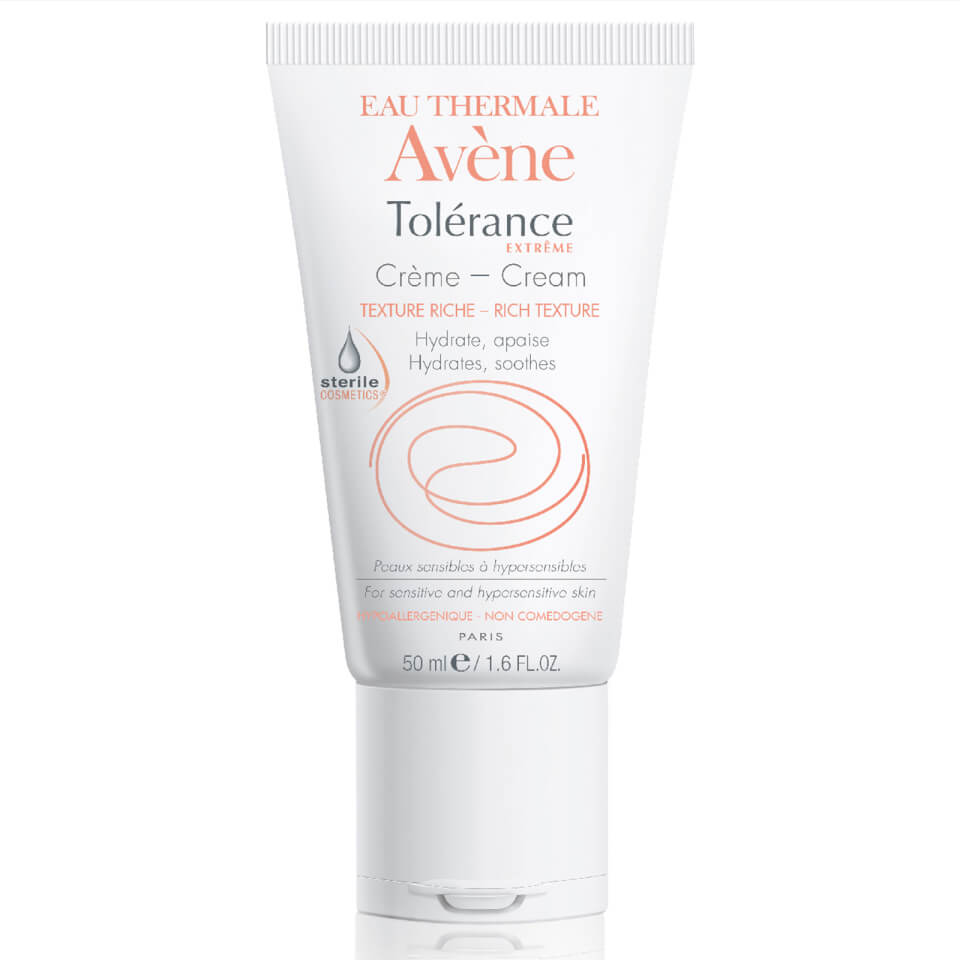 EAU THERMALE
Avène
Tolérance
EXTRÊME
Crème – Cream
TEXTURE RICHE – RICH TEXTURE
Hydrate, apaise
Hydrates, soothes
sterile
COSMETICS®
Peaux sensibles à hypersensibles
For sensitive and hypersensitive skin
HYPOALLERGENIQUE - NON COMEDOGENE
PARIS
50 ml ℮ / 1.6 FL.OZ.